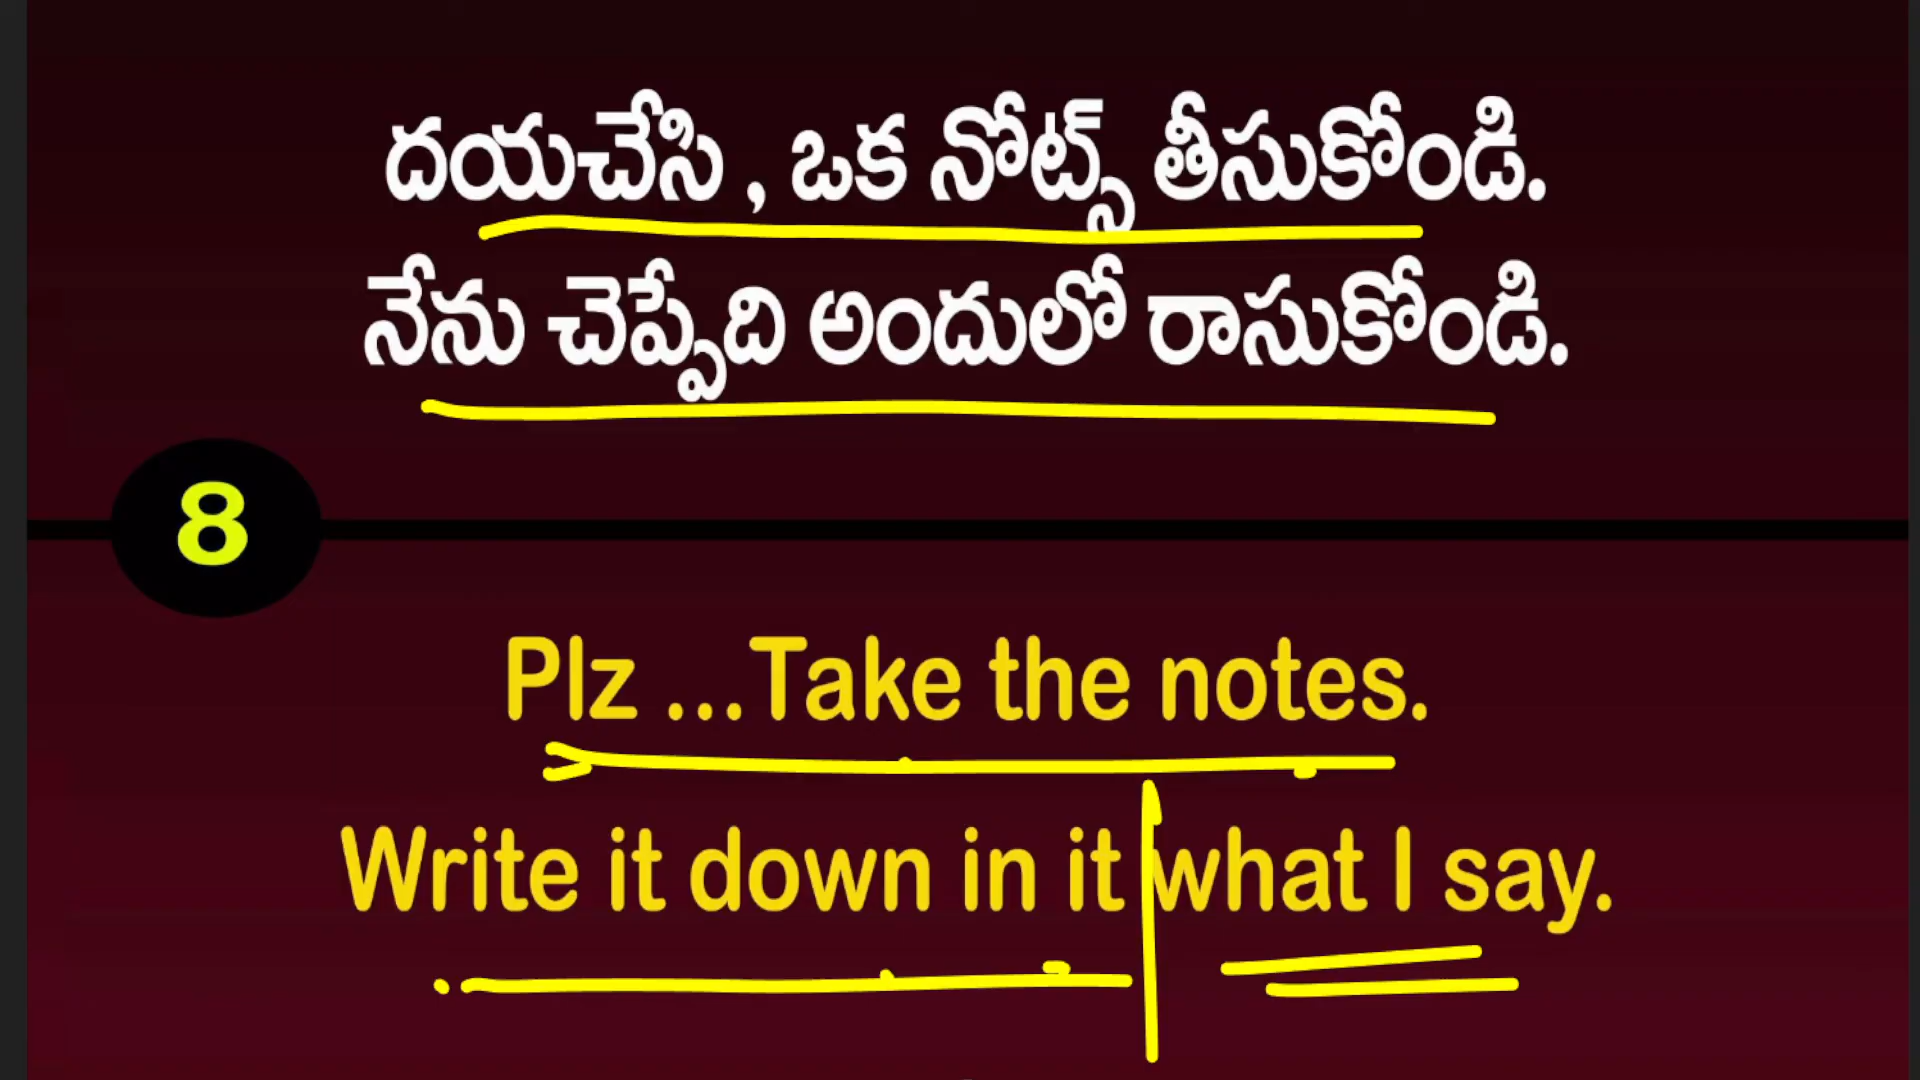 దయచేసి , ఒక నోట్స్ తీసుకోండి.
నేను చెప్పేది అందులో రాసుకోండి.
8
Plz ...Take the notes.
Write it down in it what I say.